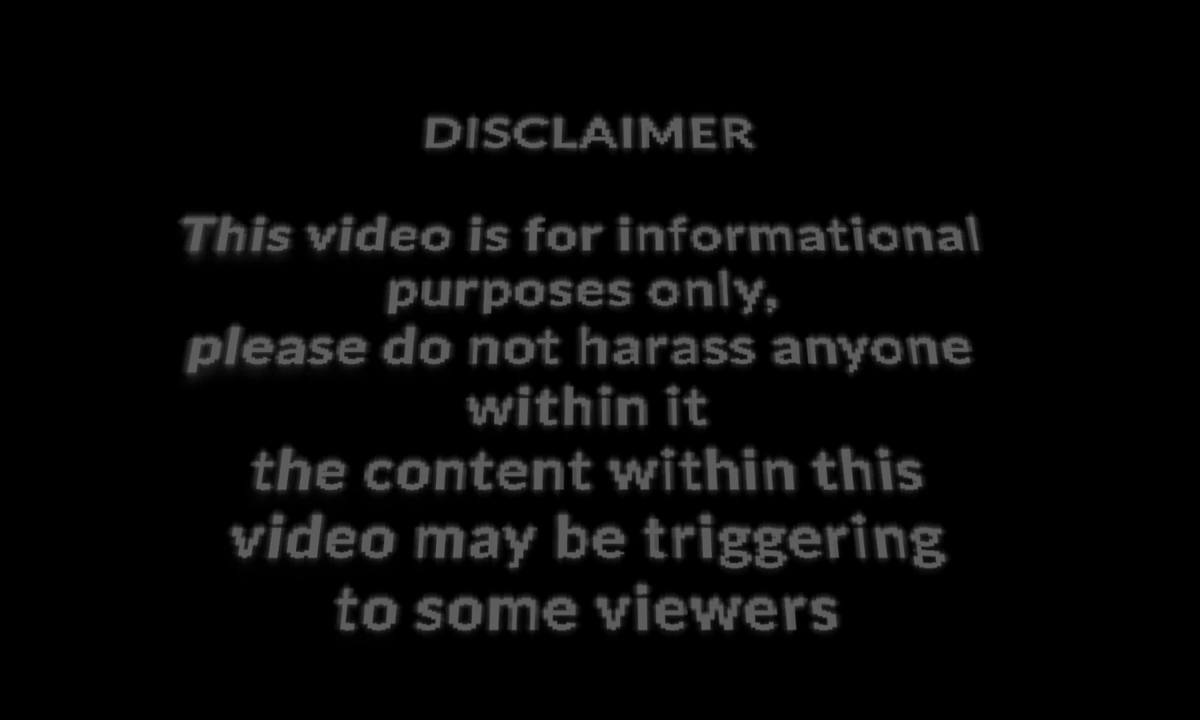 DISCLAIMER
This video is for informational
purposes only,
please do not harass anyone
within it
the content within this
video may be triggering
to some viewers